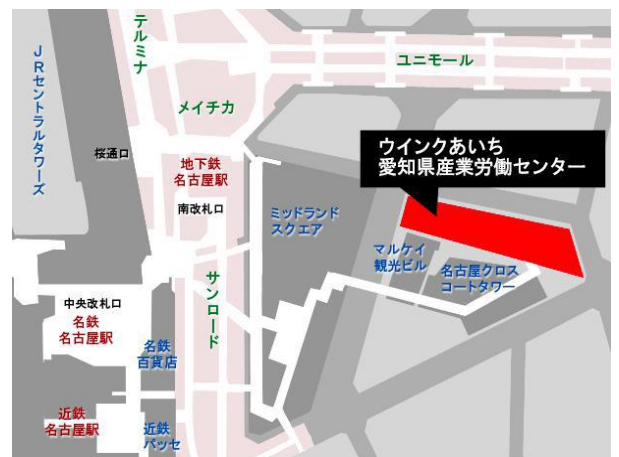 テルミナ
ユニモール
JRセントラルタワーズ
メイチカ
ウインクあいち
愛知県産業労働センター
桜通口
地下鉄
名古屋駅
南改札口
ミッドランド
スクエア
マルケイ
観光ビル
名古屋クロス
コートタワー
サンロード
中央改札口
名鉄
名古屋駅
名鉄
百貨店
近鉄
名古屋駅
近鉄
パッセ